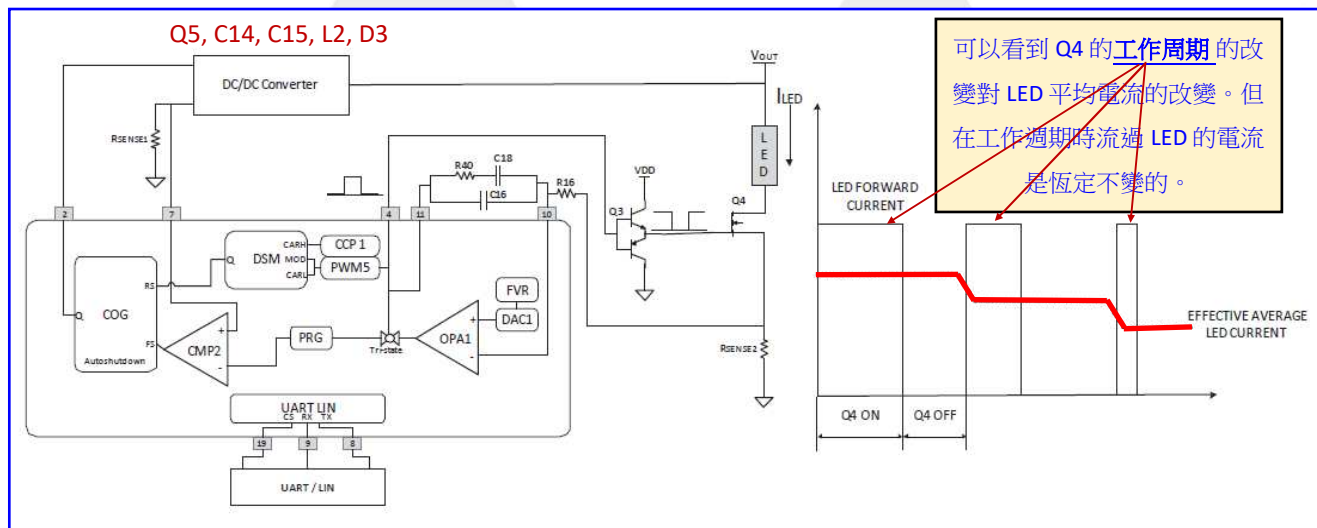 Q5, C14, C15, L2, D3
DC/DC Converter
RSENSE1
VOUT
ILED
LED
R40
C18
C16
R16
VDD
Q3
Q4
2
7
4
11
10
COG
Q
RS
FS
Autoshutdown
DSM
Q
CARH
MOD
CARL
CCP 1
PWM5
CMP2
+
-
PRG
Tri-state
OPA1
+
-
FVR
DAC1
RSENSE2
UART LIN
CS RX TX
19
9
8
UART / LIN
可以看到 Q4 的工作周期 的改
變對 LED 平均電流的改變。但
在工作週期時流過 LED 的電流
是恆定不變的。
LED FORWARD
CURRENT
EFFECTIVE AVERAGE
LED CURRENT
Q4 ON
Q4 OFF